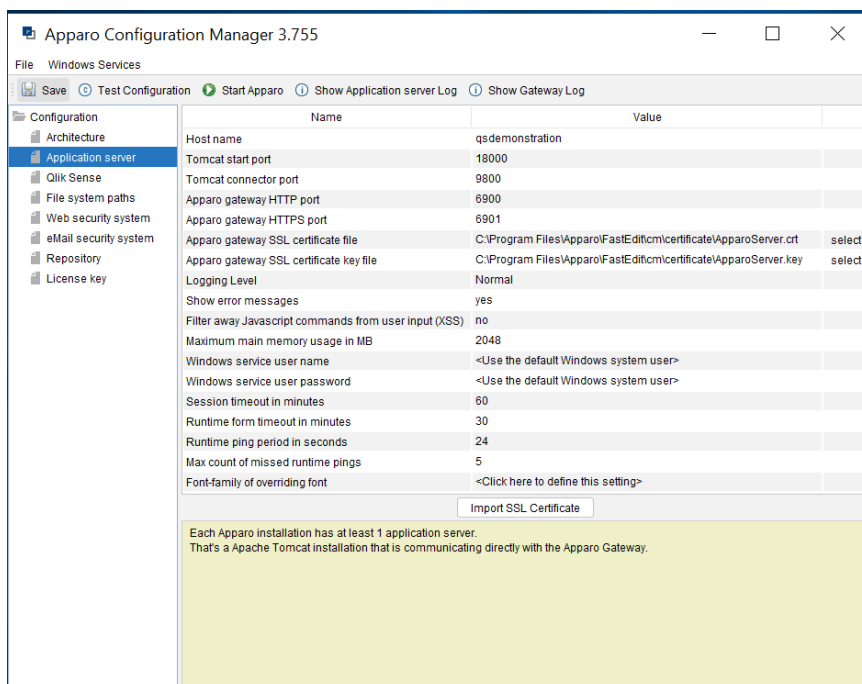 Apparo Configuration Manager 3.755
File Windows Services
Save Test Configuration Start Apparo Show Application server Log Show Gateway Log
Configuration
Architecture
Application server
Qlik Sense
File system paths
Web security system
eMail security system
Repository
License key
Name Value
Host name qsdemonstration
Tomcat start port 18000
Tomcat connector port 9800
Apparo gateway HTTP port 6900
Apparo gateway HTTPS port 6901
Apparo gateway SSL certificate file C:\Program Files\Apparo\FastEdit\cm\certificate\ApparoServer.crt select
Apparo gateway SSL certificate key file C:\Program Files\Apparo\FastEdit\cm\certificate\ApparoServer.key select
Logging Level Normal
Show error messages yes
Filter away Javascript commands from user input (XSS) no
Maximum main memory usage in MB 2048
Windows service user name <Use the default Windows system user>
Windows service user password <Use the default Windows system user>
Session timeout in minutes 60
Runtime form timeout in minutes 30
Runtime ping period in seconds 24
Max count of missed runtime pings 5
Font-family of overriding font <Click here to define this setting>
Import SSL Certificate
Each Apparo installation has at least 1 application server.
That's a Apache Tomcat installation that is communicating directly with the Apparo Gateway.